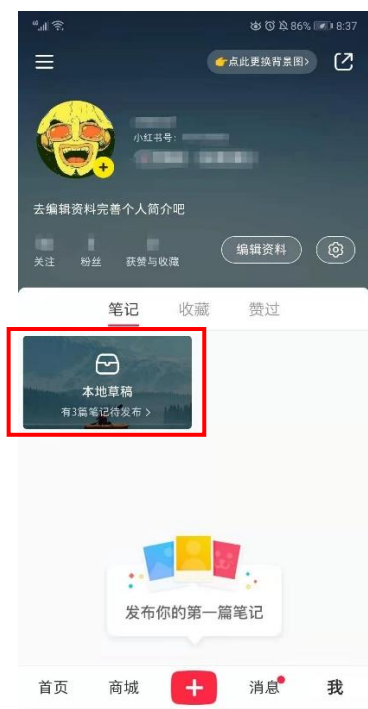 46
86% 8:37
点此更换背景图>
小红书号:
去编辑资料完善个人简介吧
关注 粉丝 获赞与收藏 编辑资料
笔记 收藏 赞过
本地草稿
有3篇笔记待发布 >
发布你的第一篇笔记
首页 商城 消息 我